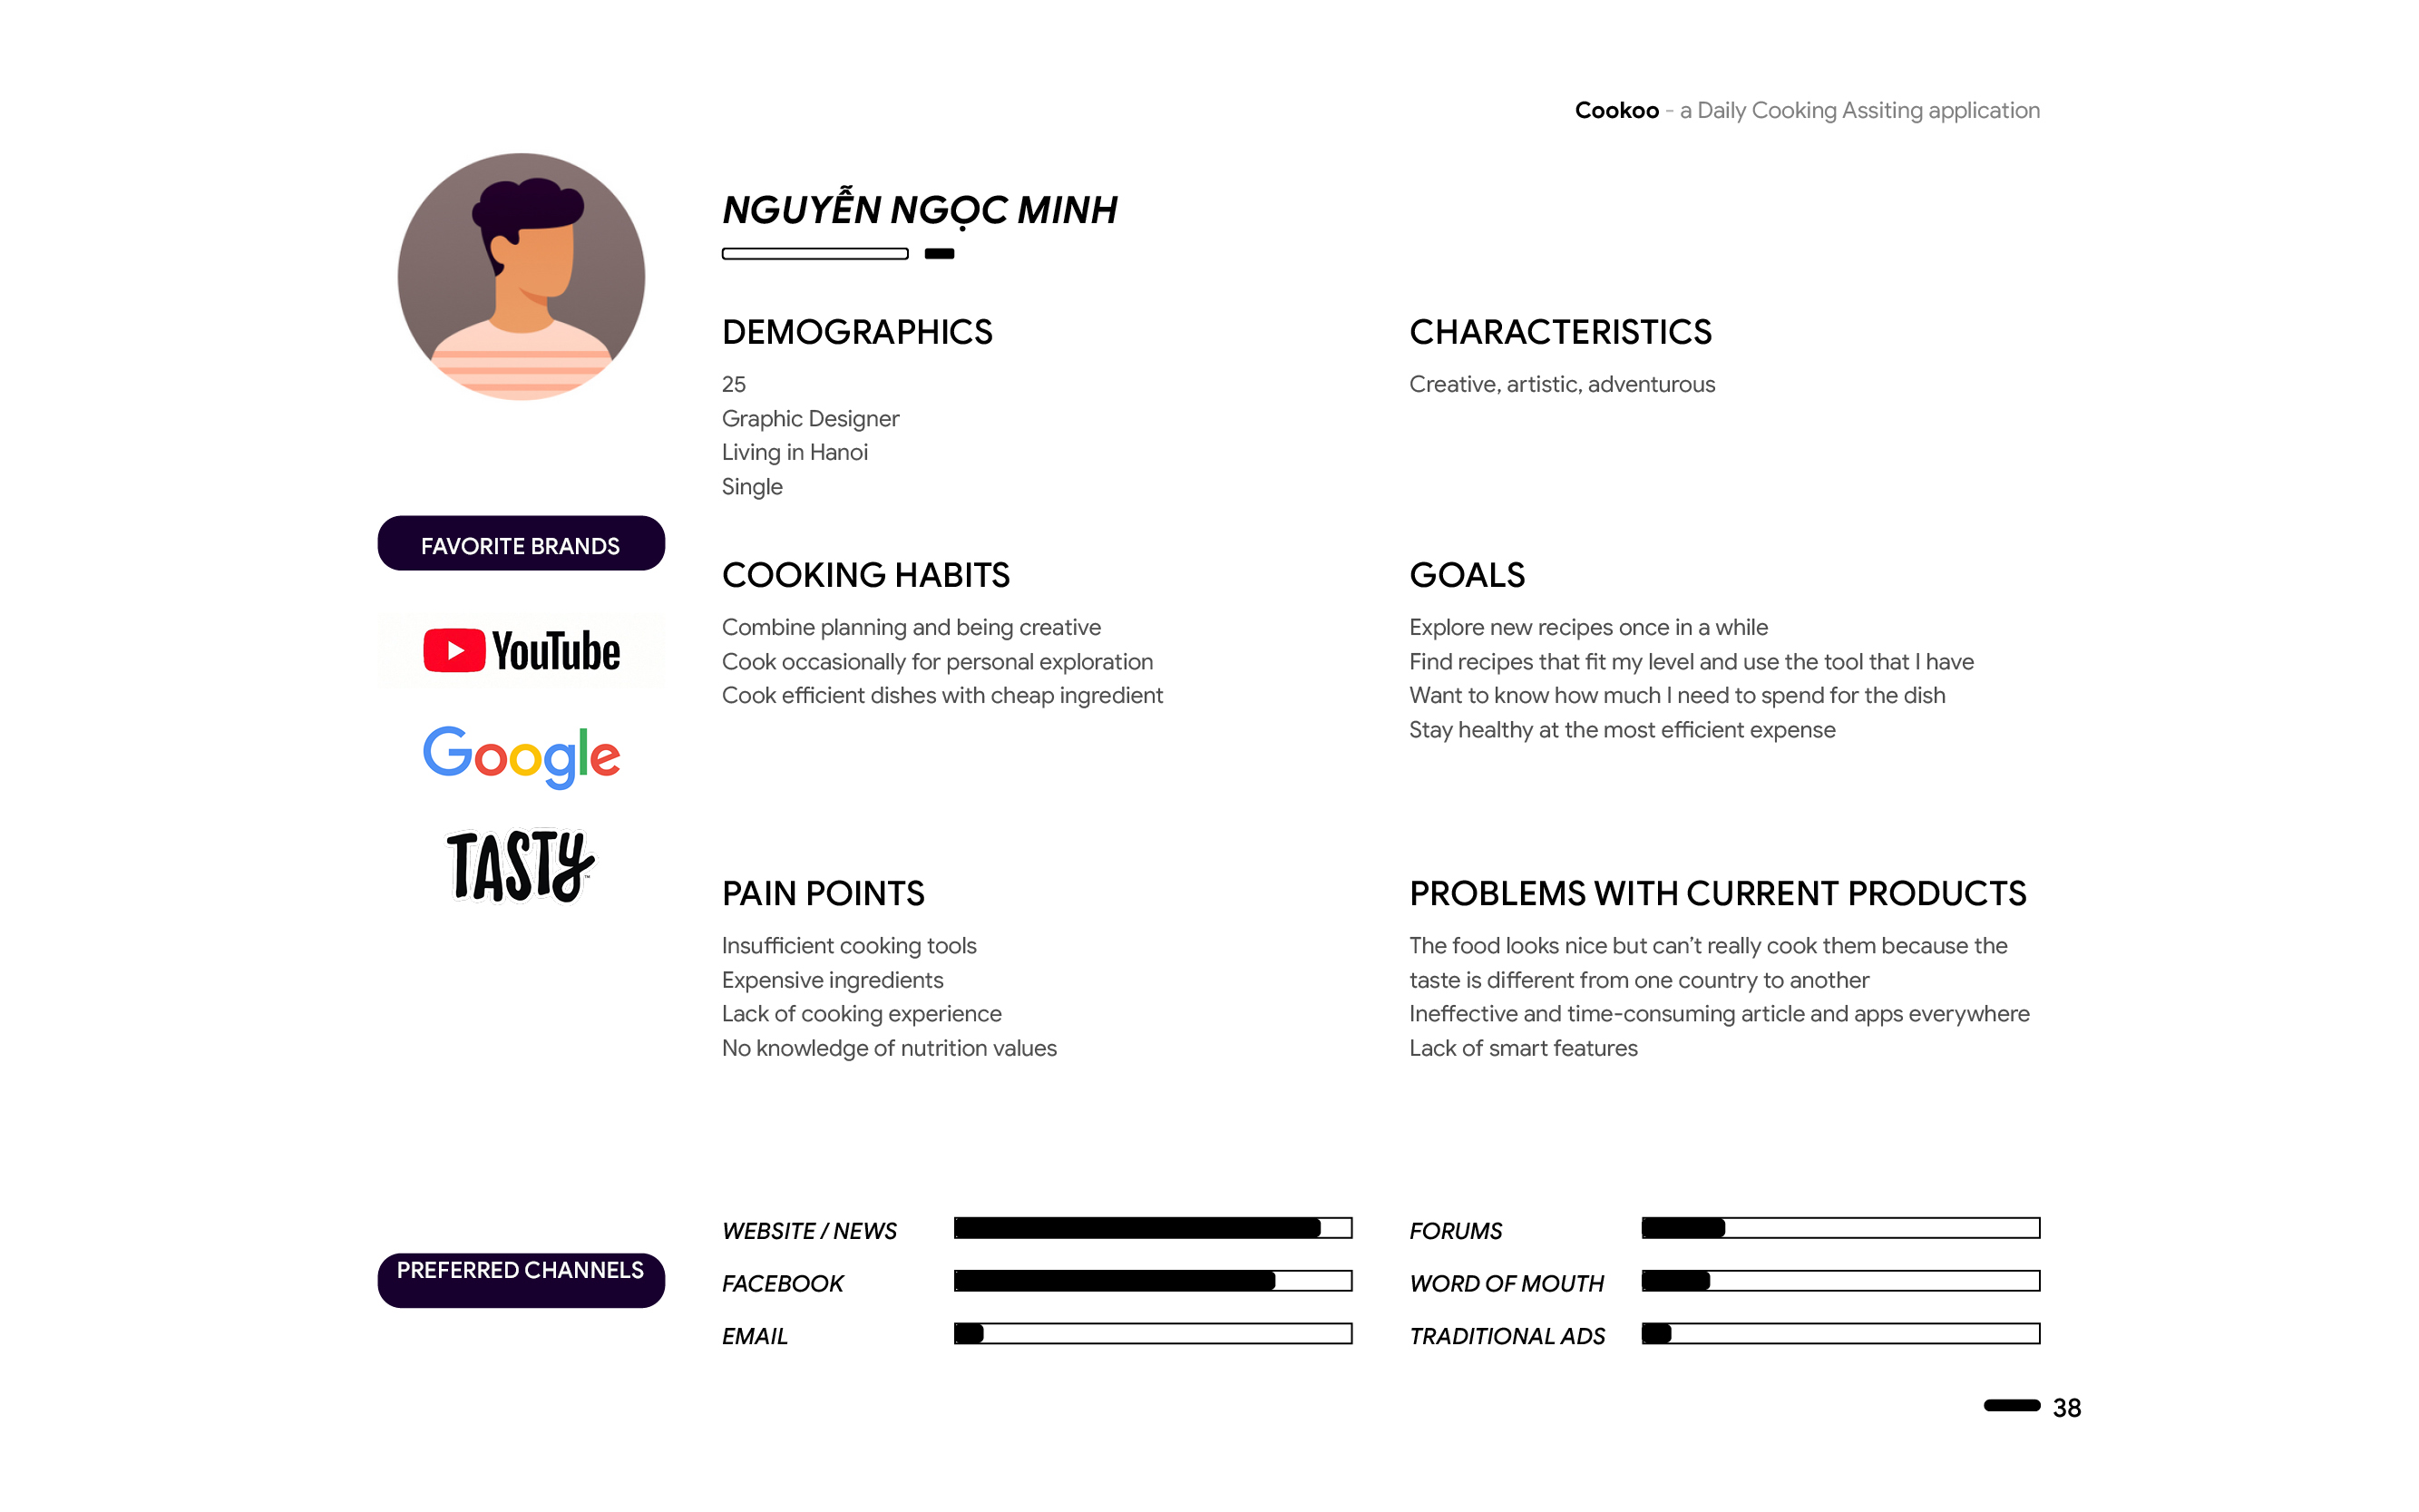 Cookoo - a Daily Cooking Assiting application
NGUYỄN NGỌC MINH
DEMOGRAPHICS
25
Graphic Designer
Living in Hanoi
Single
CHARACTERISTICS
Creative, artistic, adventurous
FAVORITE BRANDS
YouTube
Google
TASTY™
COOKING HABITS
Combine planning and being creative
Cook occasionally for personal exploration
Cook efficient dishes with cheap ingredient
GOALS
Explore new recipes once in a while
Find recipes that fit my level and use the tool that I have
Want to know how much I need to spend for the dish
Stay healthy at the most efficient expense
PAIN POINTS
Insufficient cooking tools
Expensive ingredients
Lack of cooking experience
No knowledge of nutrition values
PROBLEMS WITH CURRENT PRODUCTS
The food looks nice but can’t really cook them because the
taste is different from one country to another
Ineffective and time-consuming article and apps everywhere
Lack of smart features
PREFERRED CHANNELS
WEBSITE / NEWS
FACEBOOK
EMAIL
FORUMS
WORD OF MOUTH
TRADITIONAL ADS
38